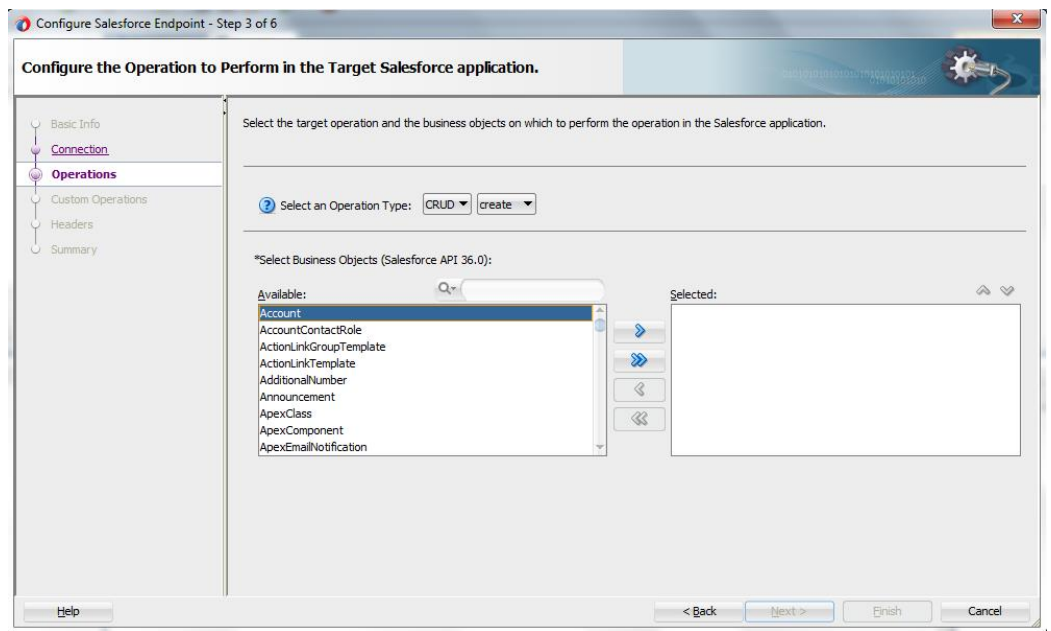 Configure Salesforce Endpoint - Step 3 of 6
Configure the Operation to Perform in the Target Salesforce application.
Basic Info
Connection
Operations
Custom Operations
Headers
Summary
Select the target operation and the business objects on which to perform the operation in the Salesforce application.
Select an Operation Type: CRUD create
*Select Business Objects (Salesforce API 36.0):
Available:
Account
AccountContactRole
ActionLinkGroupTemplate
ActionLinkTemplate
AdditionalNumber
Announcement
ApexClass
ApexComponent
ApexEmailNotification
Selected:
Help
< Back
Next >
Finish
Cancel